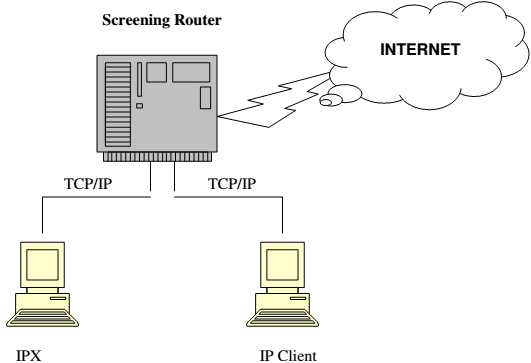 Screening Router
INTERNET
TCP/IP
TCP/IP
IPX
IP Client